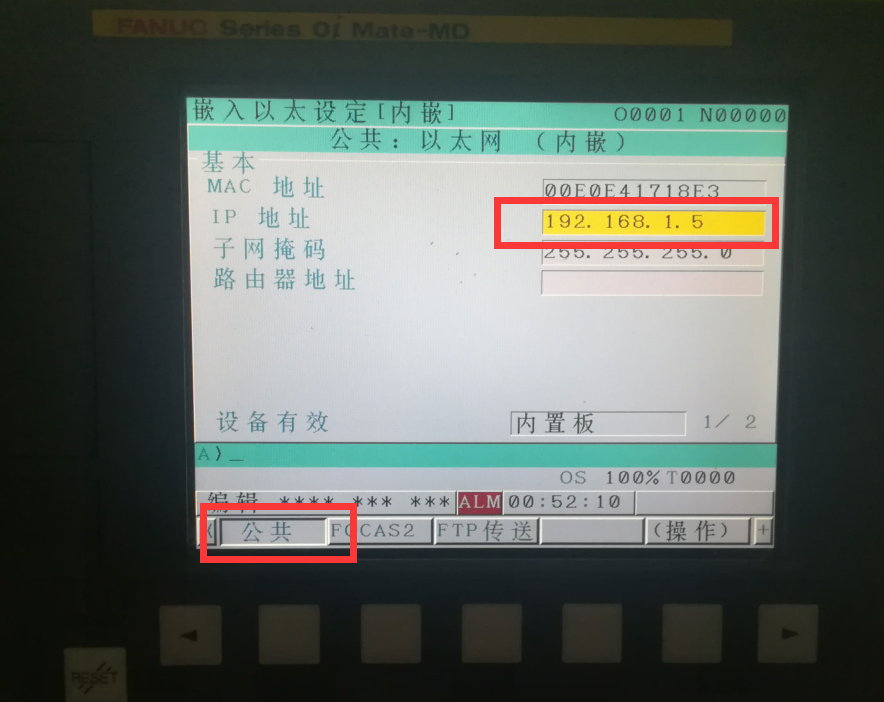 FANUC Series 0i Mate-MD
嵌入以太设定[内嵌] O0001 N00000
公共: 以太网 (内嵌)
基本
MAC 地址 00E0E41718E3
IP 地址 192.168.1.5
子网掩码 255.255.255.0
路由器地址
设备有效 内置板 1/ 2
A)_
OS 100% T0000
编辑 **** *** *** ALM 00:52:10
( 公共 FOCAS2 FTP传送 (操作) +
RESET